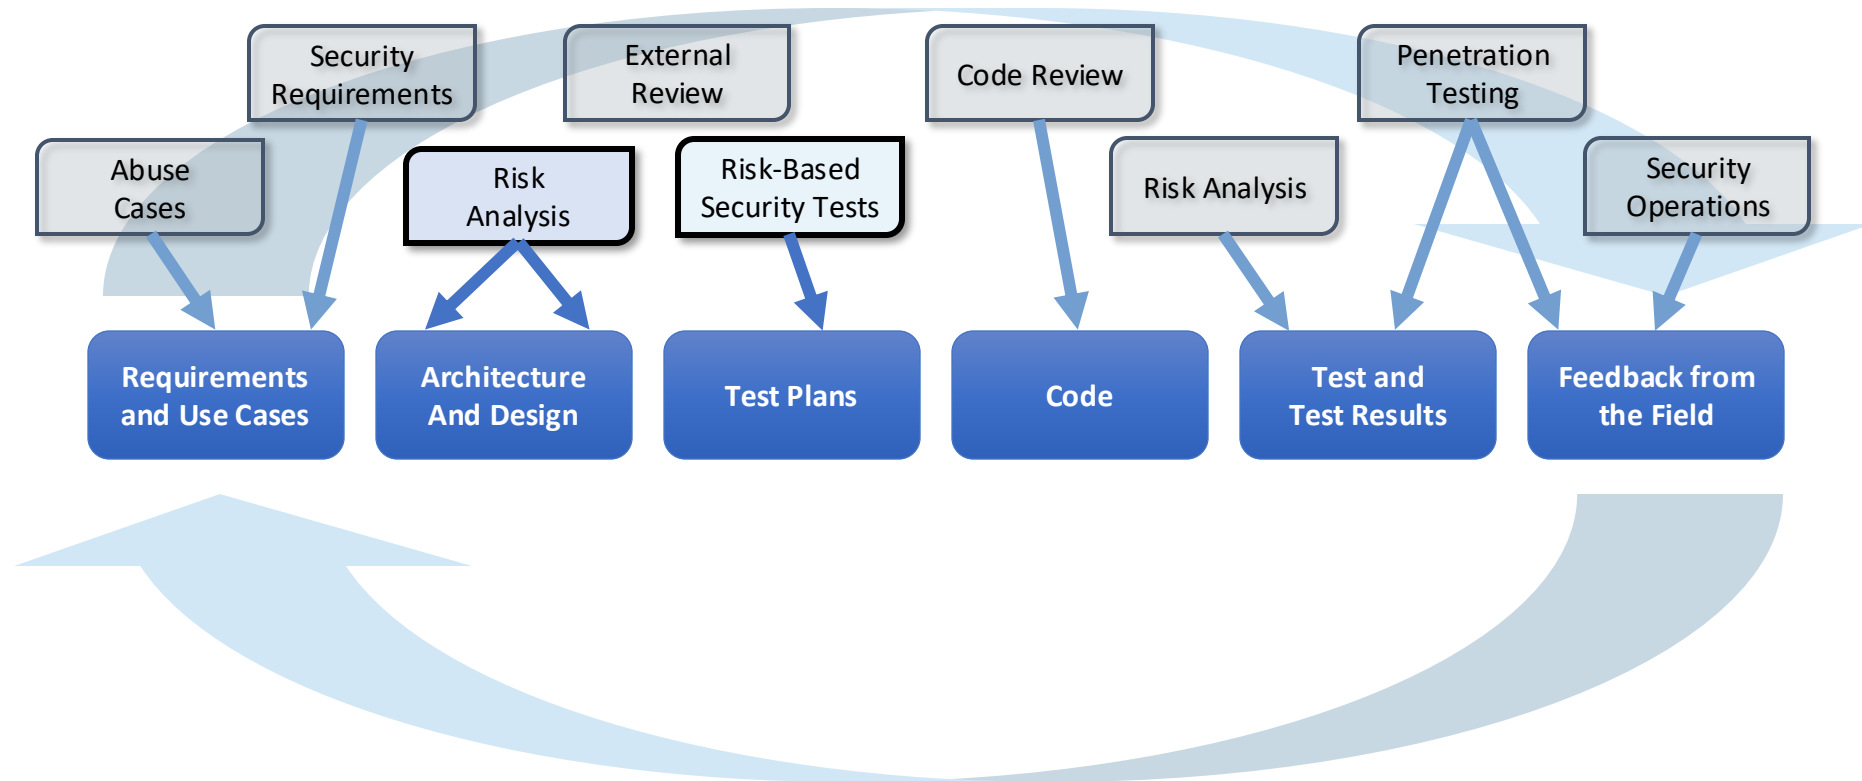 Security
Requirements
External
Review
Code Review
Penetration
Testing
Abuse
Cases
Risk
Analysis
Risk-Based
Security Tests
Risk Analysis
Security
Operations
Requirements
and Use Cases
Architecture
And Design
Test Plans
Code
Test and
Test Results
Feedback from
the Field